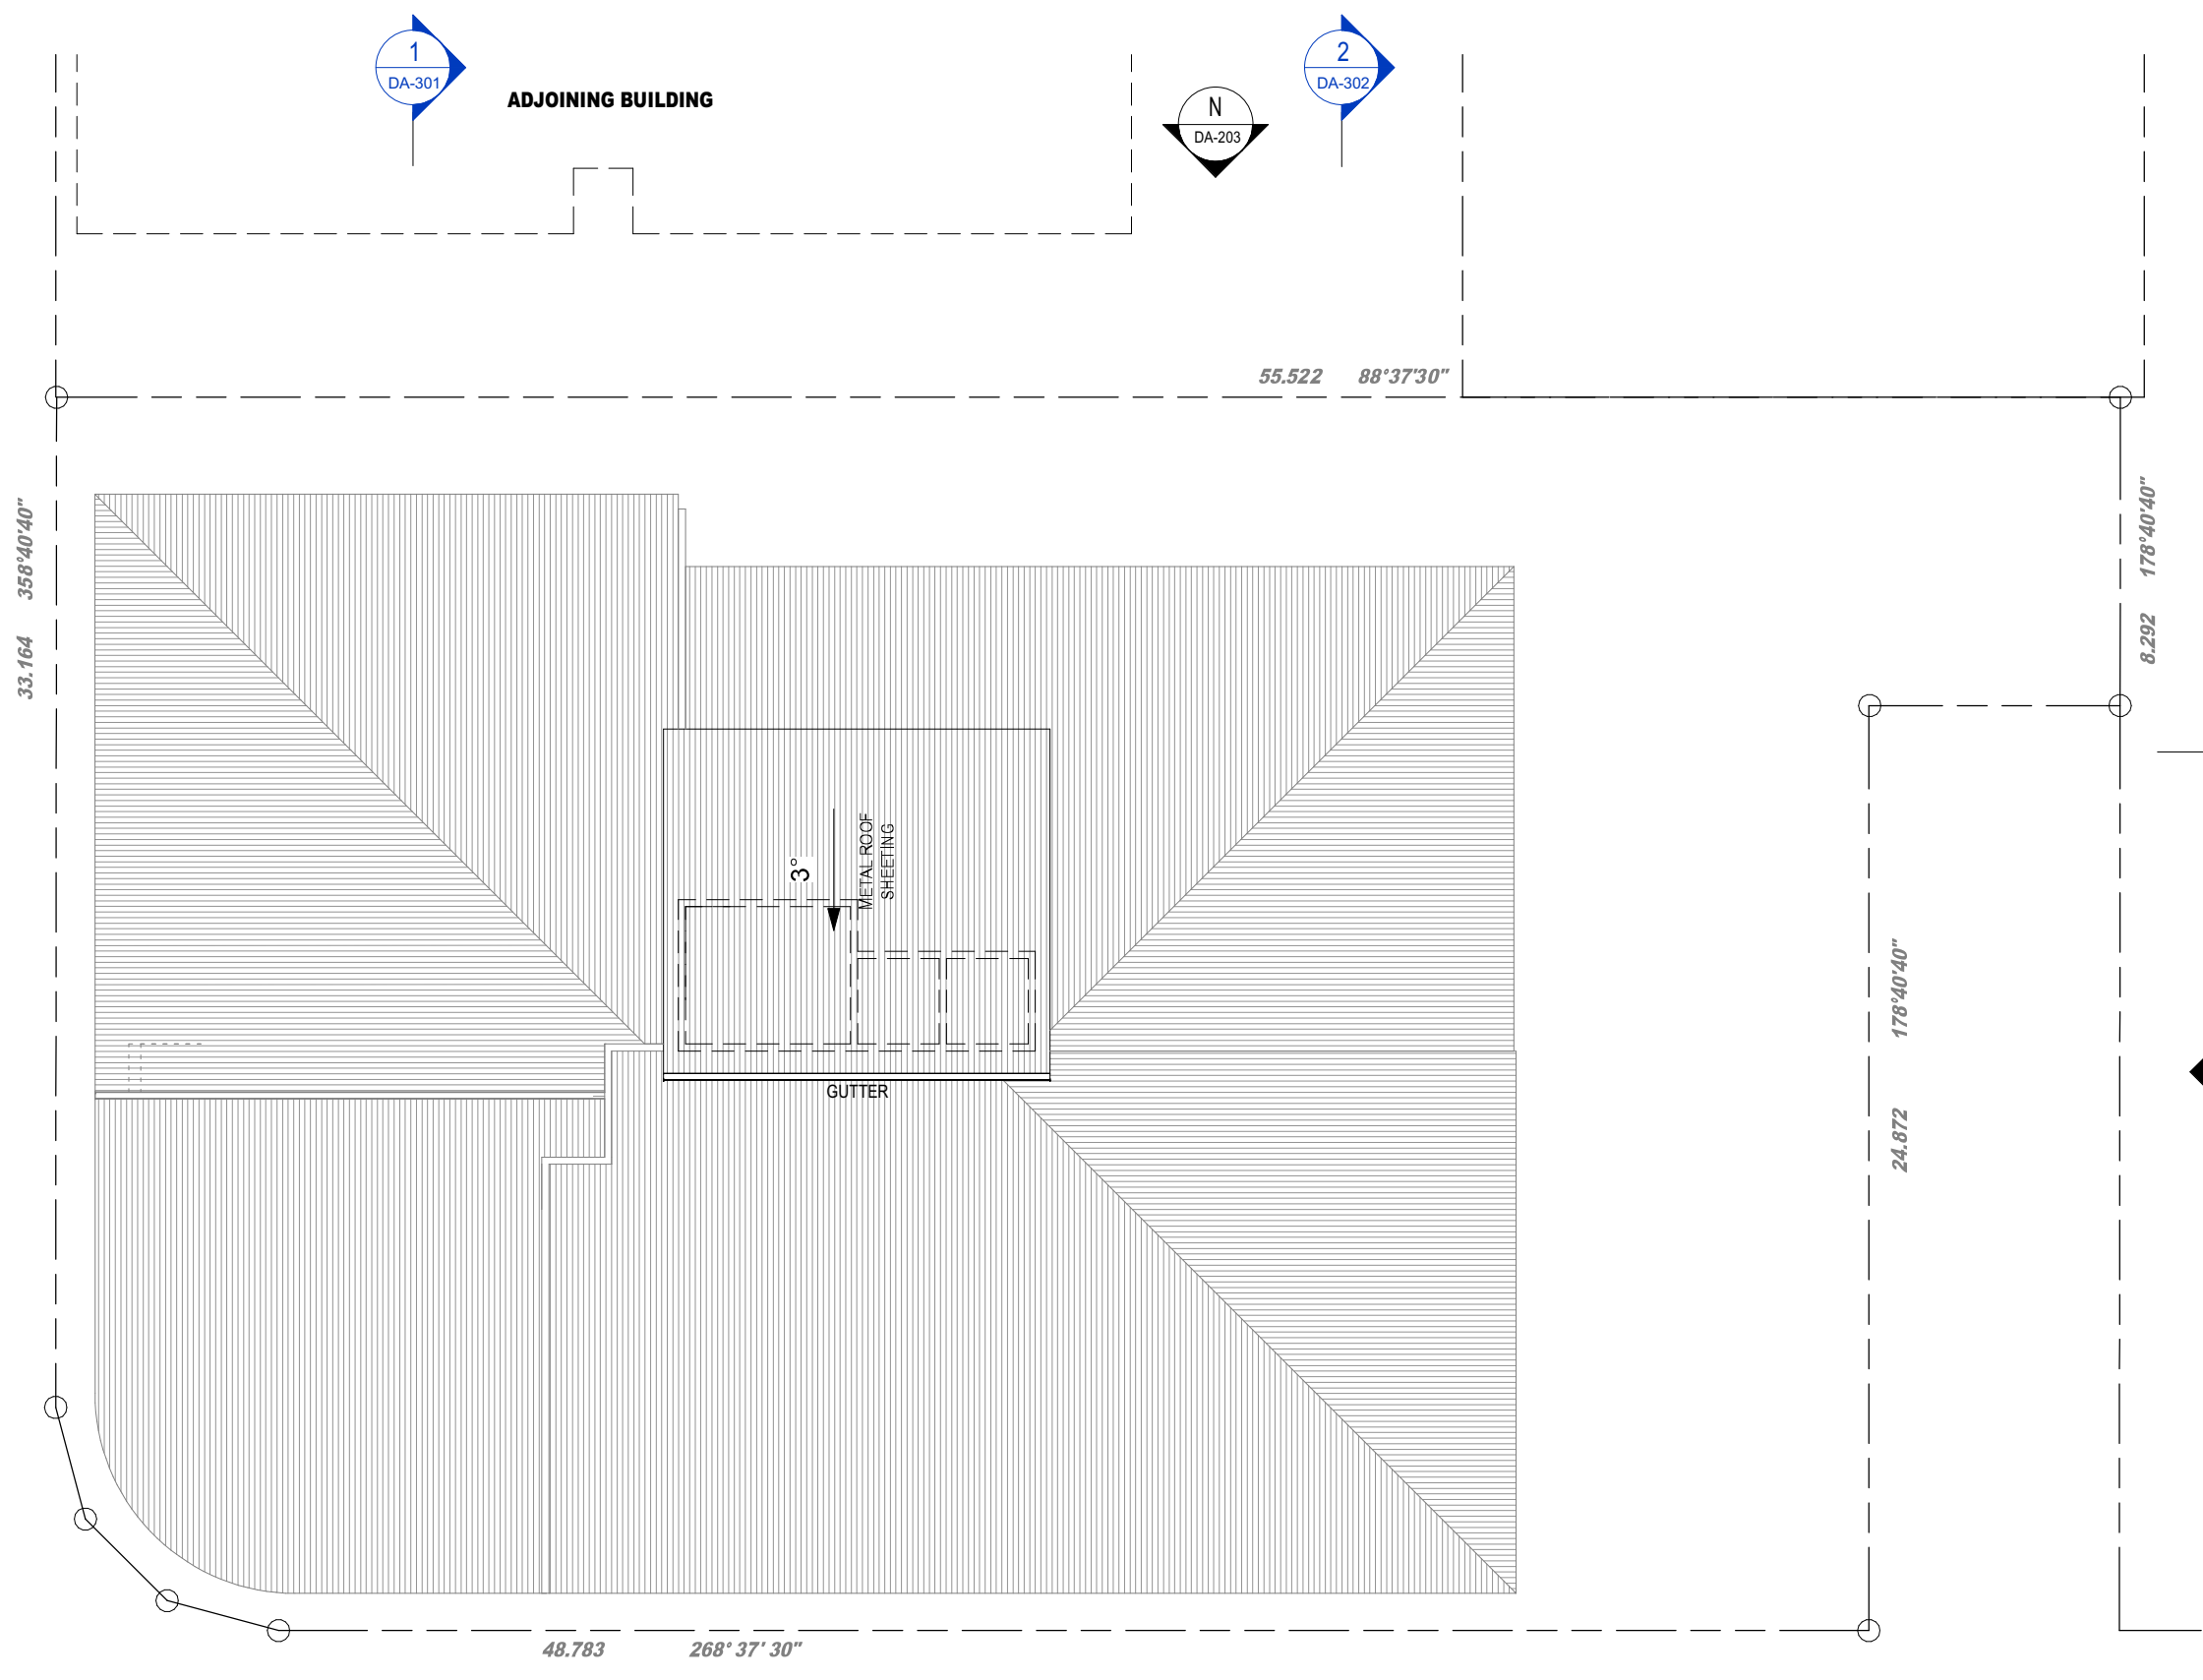 1
DA-301
2
DA-302
ADJOINING BUILDING
N
DA-203
55.522 88°37'30"
33.164 358°40'40"
8.292 178°40'40"
3°
METAL ROOF
SHEETING
GUTTER
24.872 178°40'40"
48.783 268° 37' 30"